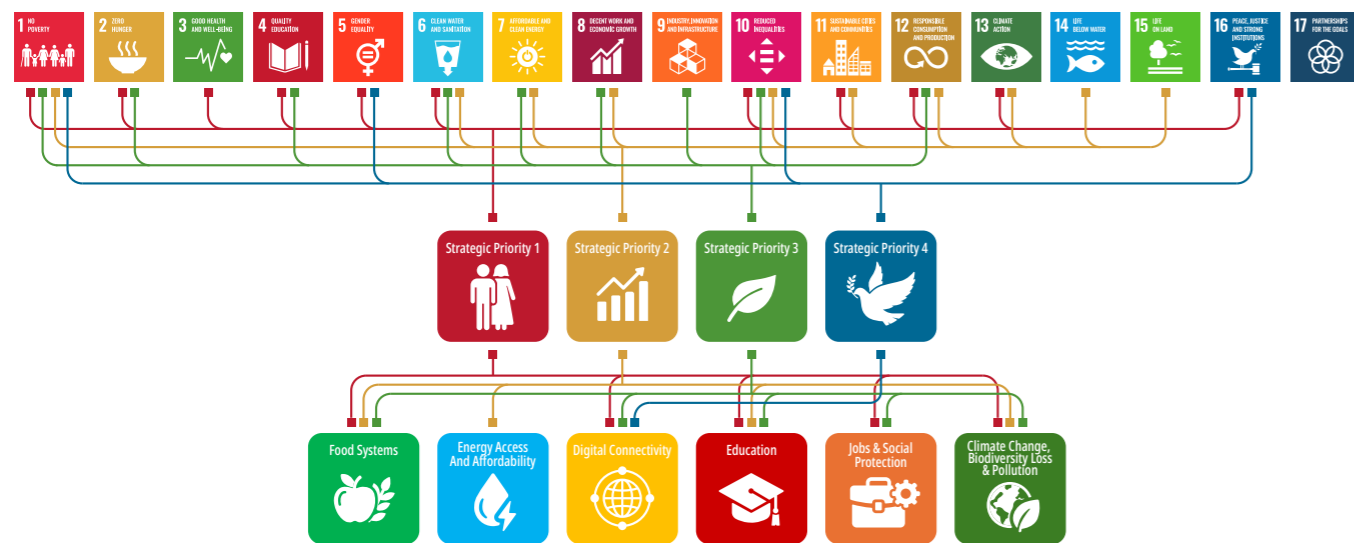 1 NO
POVERTY
2 ZERO
HUNGER
3 GOOD HEALTH
AND WELL-BEING
4 QUALITY
EDUCATION
5 GENDER
EQUALITY
6 CLEAN WATER
AND SANITATION
7 AFFORDABLE AND
CLEAN ENERGY
8 DECENT WORK AND
ECONOMIC GROWTH
9 INDUSTRY, INNOVATION
AND INFRASTRUCTURE
10 REDUCED
INEQUALITIES
11 SUSTAINABLE CITIES
AND COMMUNITIES
12 RESPONSIBLE
CONSUMPTION
AND PRODUCTION
13 CLIMATE
ACTION
14 LIFE
BELOW WATER
15 LIFE
ON LAND
16 PEACE, JUSTICE
AND STRONG
INSTITUTIONS
17 PARTNERSHIPS
FOR THE GOALS
Strategic Priority 1
Strategic Priority 2
Strategic Priority 3
Strategic Priority 4
Food Systems
Energy Access
And Affordability
Digital Connectivity
Education
Jobs & Social
Protection
Climate Change,
Biodiversity Loss
& Pollution